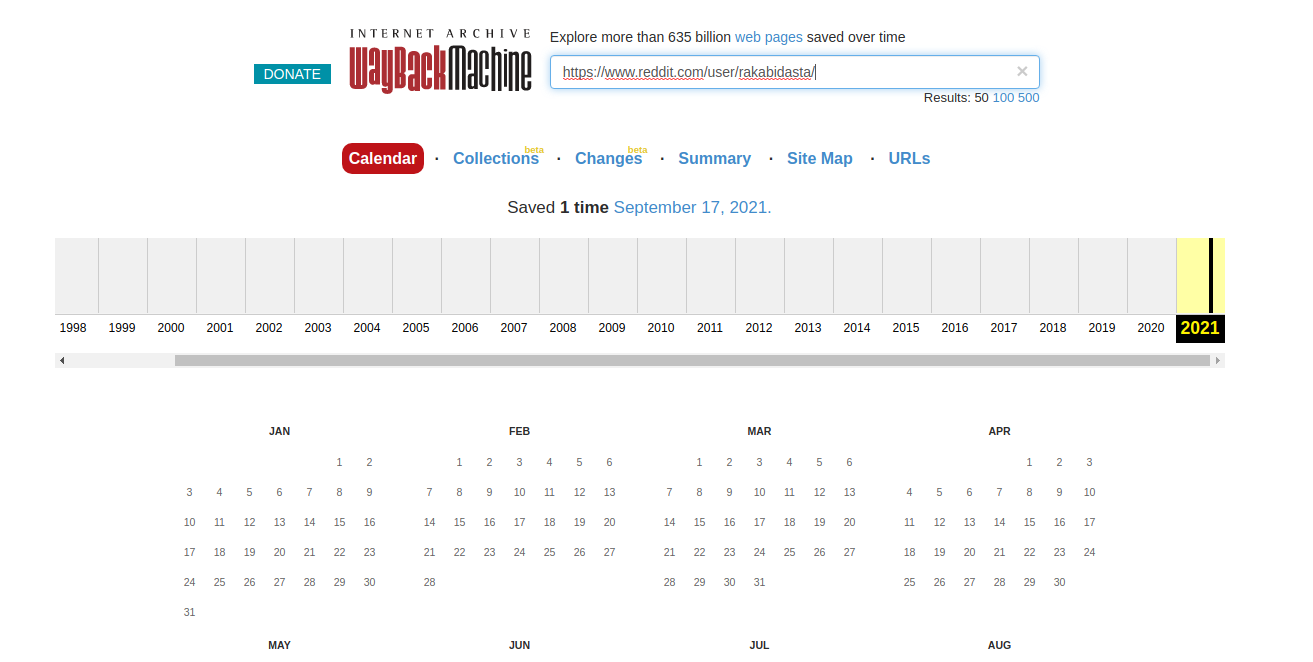 INTERNET ARCHIVE
WayBackMachine
DONATE
Explore more than 635 billion web pages saved over time
https://www.reddit.com/user/rakabidasta/ ×
Results: 50 100 500
Calendar · Collections beta · Changes beta · Summary · Site Map · URLs
Saved 1 time September 17, 2021.
1998 1999 2000 2001 2002 2003 2004 2005 2006 2007 2008 2009 2010 2011 2012 2013 2014 2015 2016 2017 2018 2019 2020 2021
JAN
1 2
3 4 5 6 7 8 9
10 11 12 13 14 15 16
17 18 19 20 21 22 23
24 25 26 27 28 29 30
31
FEB
1 2 3 4 5 6
7 8 9 10 11 12 13
14 15 16 17 18 19 20
21 22 23 24 25 26 27
28
MAR
1 2 3 4 5 6
7 8 9 10 11 12 13
14 15 16 17 18 19 20
21 22 23 24 25 26 27
28 29 30 31
APR
1 2 3
4 5 6 7 8 9 10
11 12 13 14 15 16 17
18 19 20 21 22 23 24
25 26 27 28 29 30
MAY
JUN
JUL
AUG